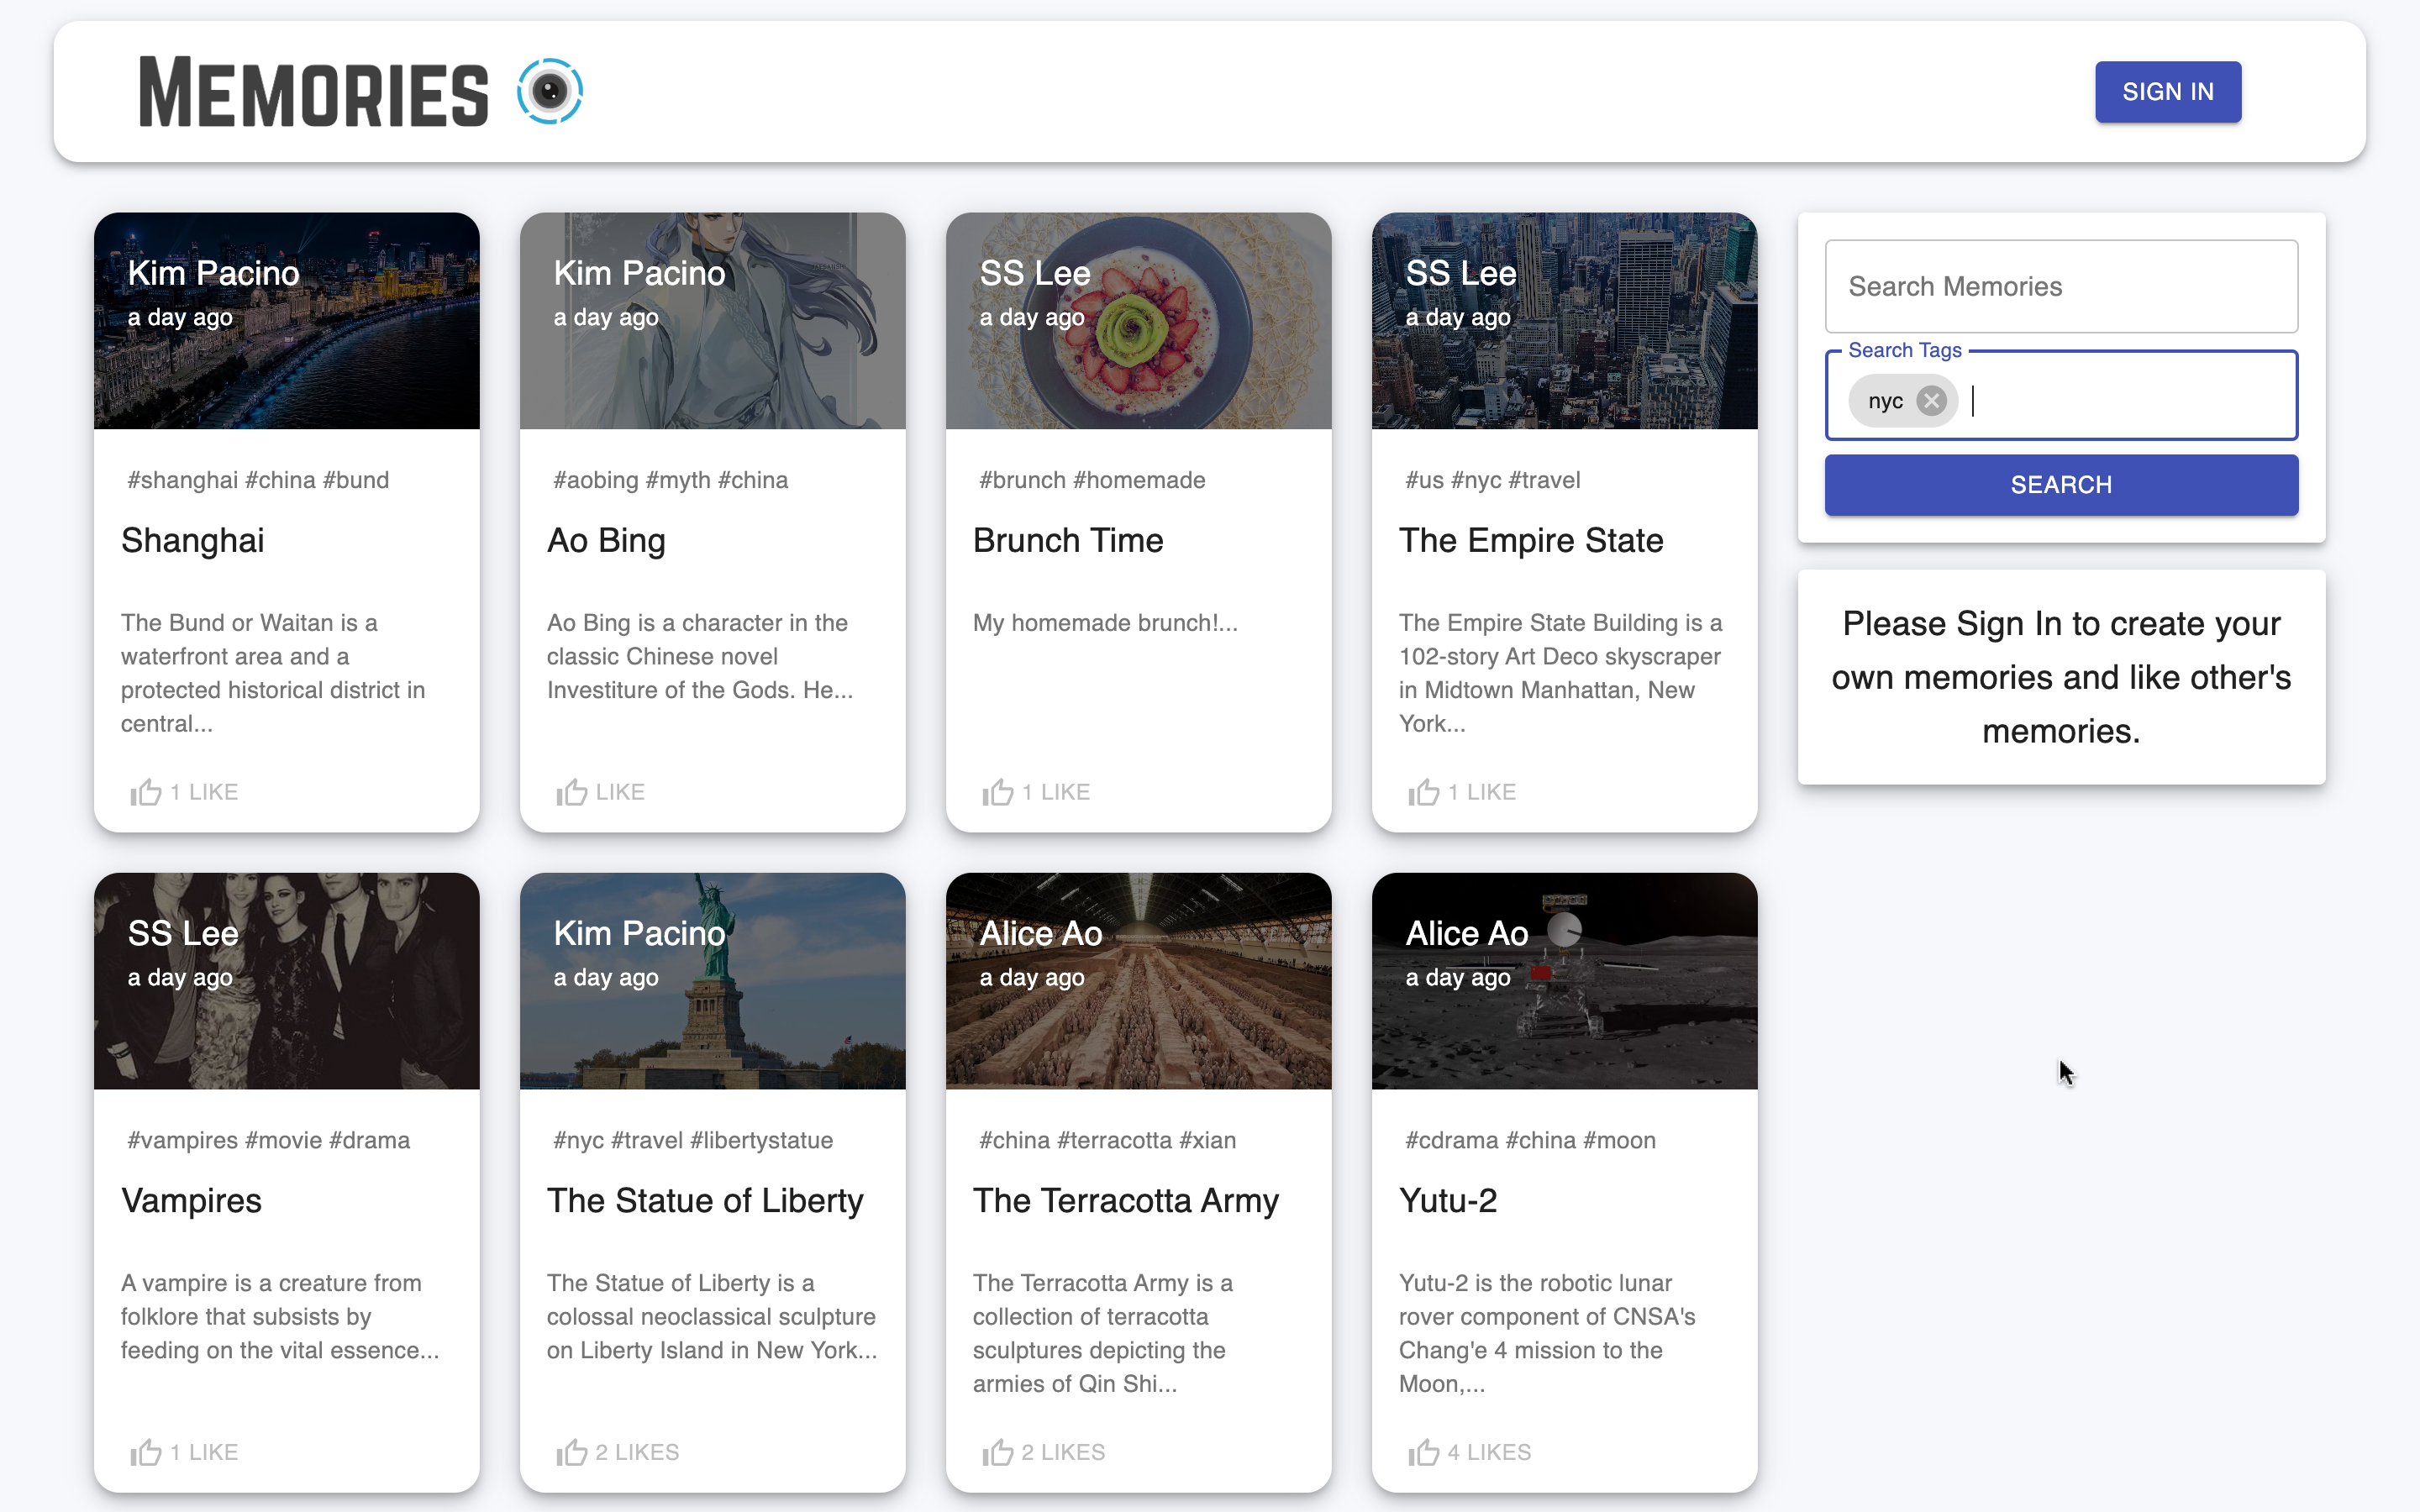 MEMORIES
SIGN IN
Kim Pacino
a day ago
#shanghai #china #bund
Shanghai
The Bund or Waitan is a
waterfront area and a
protected historical district in
central...
1 LIKE
Kim Pacino
a day ago
#aobing #myth #china
Ao Bing
Ao Bing is a character in the
classic Chinese novel
Investiture of the Gods. He...
LIKE
SS Lee
a day ago
#brunch #homemade
Brunch Time
My homemade brunch!...
1 LIKE
SS Lee
a day ago
#us #nyc #travel
The Empire State
The Empire State Building is a
102-story Art Deco skyscraper
in Midtown Manhattan, New
York...
1 LIKE
Search Memories
Search Tags
nyc
SEARCH
Please Sign In to create your
own memories and like other's
memories.
SS Lee
a day ago
#vampires #movie #drama
Vampires
A vampire is a creature from
folklore that subsists by
feeding on the vital essence...
1 LIKE
Kim Pacino
a day ago
#nyc #travel #libertystatue
The Statue of Liberty
The Statue of Liberty is a
colossal neoclassical sculpture
on Liberty Island in New York...
2 LIKES
Alice Ao
a day ago
#china #terracotta #xian
The Terracotta Army
The Terracotta Army is a
collection of terracotta
sculptures depicting the
armies of Qin Shi...
2 LIKES
Alice Ao
a day ago
#cdrama #china #moon
Yutu-2
Yutu-2 is the robotic lunar
rover component of CNSA's
Chang'e 4 mission to the
Moon,...
4 LIKES